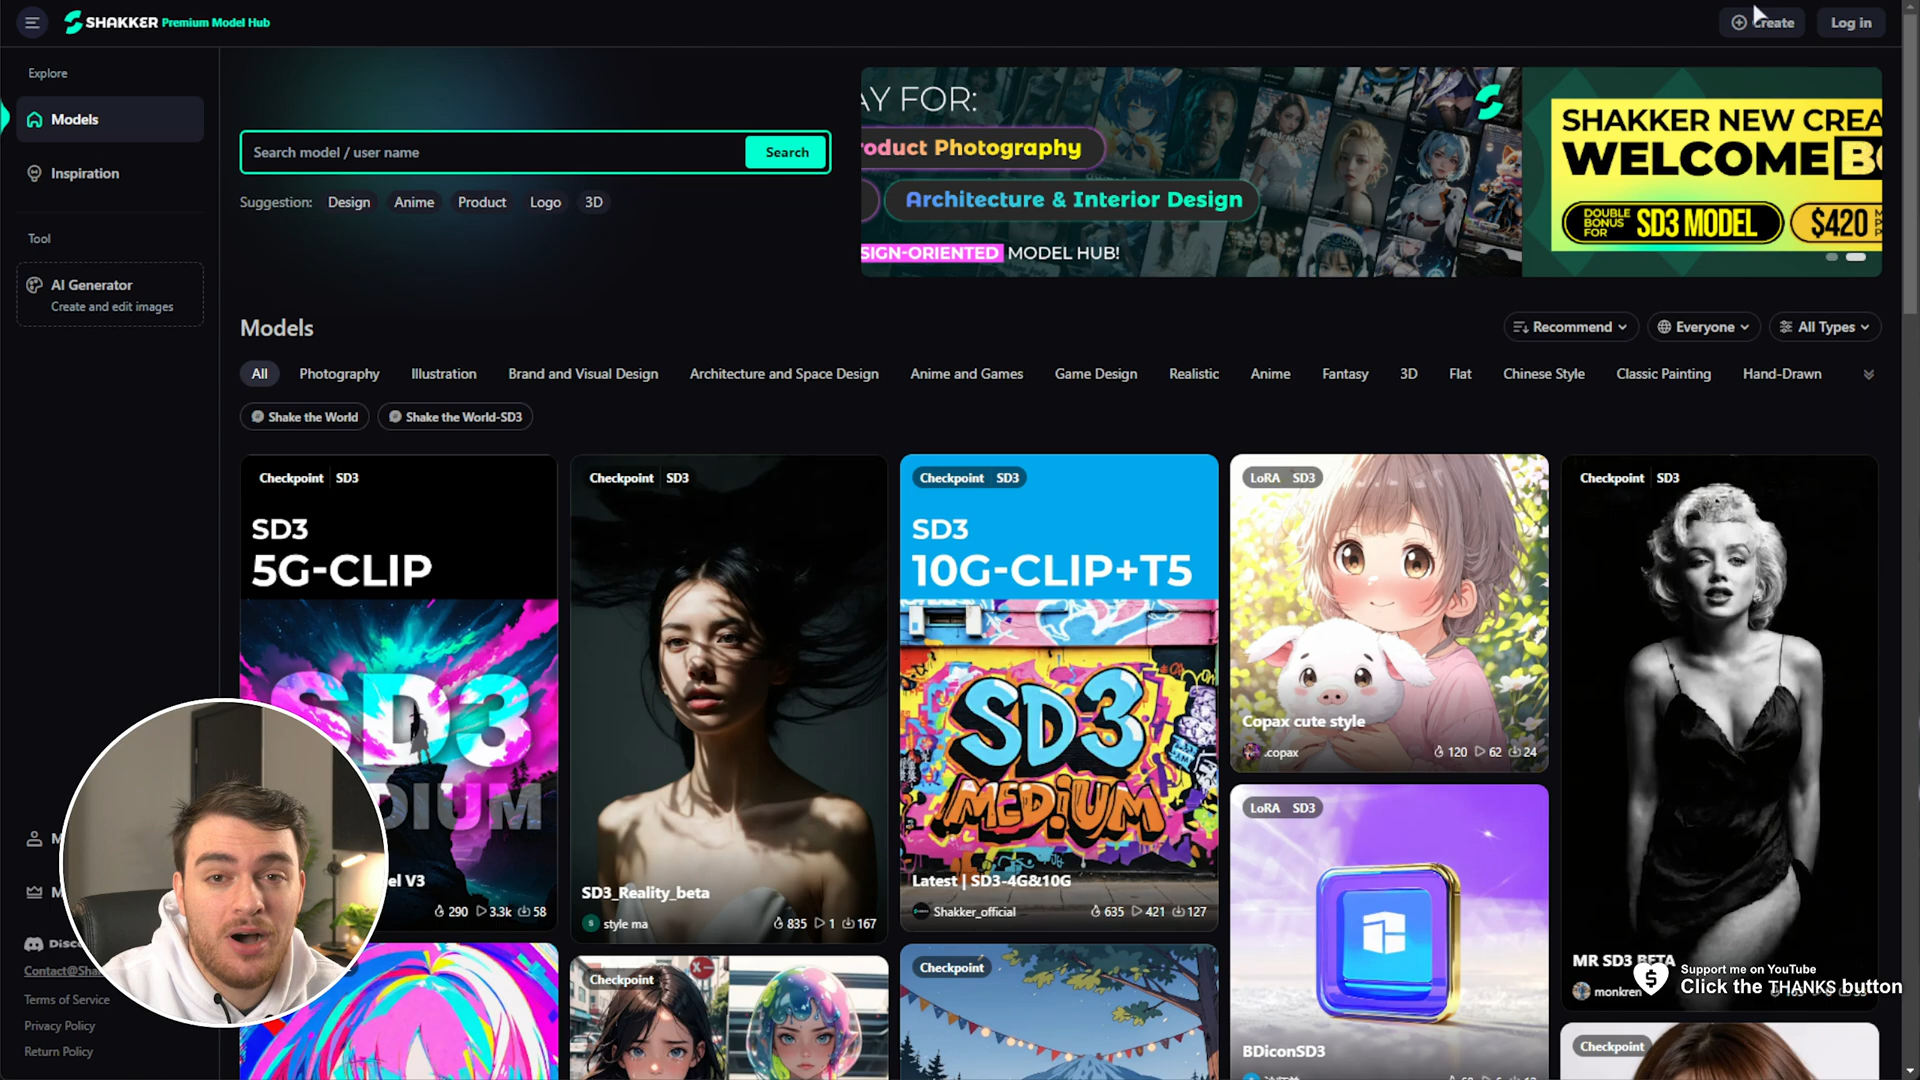 SHAKKER Premium Model Hub
Create
Log in
Explore
Models
Inspiration
Tool
AI Generator
Create and edit images
Search model / user name
Search
Suggestion:
Design
Anime
Product
Logo
3D
AY FOR:
oduct Photography
Architecture & Interior Design
SIGN-ORIENTED MODEL HUB!
SHAKKER NEW CREA
WELCOME BO
DOUBLE BONUS FOR SD3 MODEL
$420
Models
Recommend
Everyone
All Types
All
Photography
Illustration
Brand and Visual Design
Architecture and Space Design
Anime and Games
Game Design
Realistic
Anime
Fantasy
3D
Flat
Chinese Style
Classic Painting
Hand-Drawn
Shake the World
Shake the World-SD3
Checkpoint SD3
SD3
5G-CLIP
SD3
DIUM
el V3
290 3.3k 58
Checkpoint SD3
SD3_Reality_beta
style ma
835 1 167
Checkpoint
Checkpoint SD3
SD3
10G-CLIP+T5
SD3
MEDIUM
Latest | SD3-4G&10G
Shakker_official
635 421 127
Checkpoint
LoRA SD3
Copax cute style
.copax
120 62 24
LoRA SD3
BDiconSD3
Checkpoint SD3
MR SD3 BETA
monkren
Support me on YouTube
Click the THANKS button
Checkpoint
M
M
Disco
Contact@Sha
Terms of Service
Privacy Policy
Return Policy